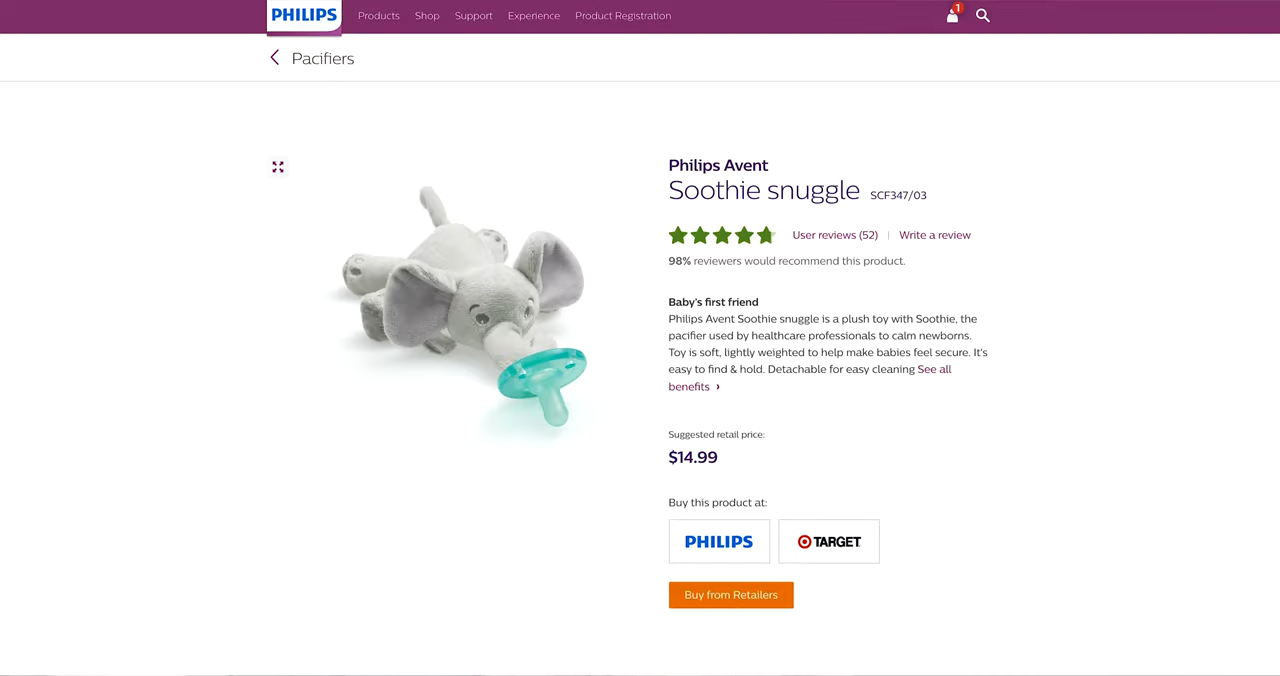 PHILIPS
Products
Shop
Support
Experience
Product Registration
1
Pacifiers
Philips Avent
Soothie snuggle SCF347/03
User reviews (52) | Write a review
98% reviewers would recommend this product.
Baby's first friend
Philips Avent Soothie snuggle is a plush toy with Soothie, the
pacifier used by healthcare professionals to calm newborns.
Toy is soft, lightly weighted to help make babies feel secure. It's
easy to find & hold. Detachable for easy cleaning See all
benefits ›
Suggested retail price:
$14.99
Buy this product at:
PHILIPS
TARGET
Buy from Retailers